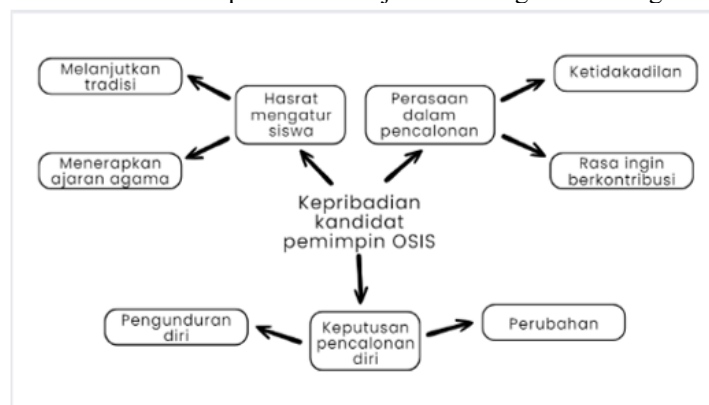 Melanjutkan
tradisi
Hasrat
mengatur
siswa
Perasaan
dalam
pencalonan
Ketidakadilan
Menerapkan
ajaran agama
Rasa ingin
berkontribusi
Kepribadian
kandidat
pemimpin OSIS
Pengunduran
diri
Keputusan
pencalonan
diri
Perubahan